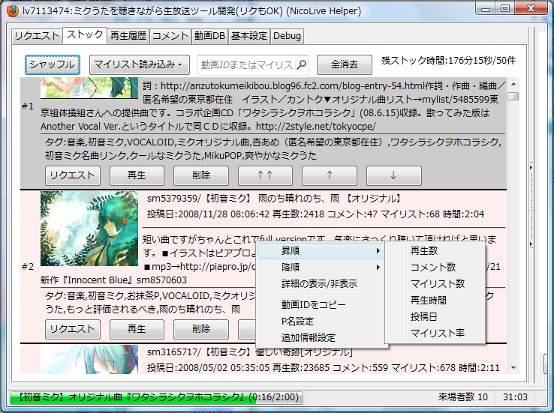 lv7113474:ミクうたを聴きながら生放送ツール開発(リクもOK) (NicoLive Helper)
リクエスト ストック 再生履歴 コメント 動画DB 基本設定 Debug
シャッフル マイリスト読み込み 動画IDまたはマイリス 全消去 残ストック時間:176分15秒/50件
#1
詞：http://anzutokumeikibou.blog96.fc2.com/blog-entry-54.html作詞・作曲・編曲／
匿名希望の東京都在住 イラスト／カントク▼オリジナル曲リスト→mylist/5485599東
京組体操組さんへの提供曲です。コラボ企画CD「ワタシラシクヲホコラシク」(08.6.15)収録。歌ってみた版は
Another Vocal Ver.というタイトルで同ＣＤに収録。http://2style.net/tokyocpe/
タグ:音楽,初音ミク,VOCALOID,ミクオリジナル曲,杏あめ（匿名希望の東京都在住）,ワタシラシクヲホコラシク,
初音ミク名曲リンク,クールなミクうた,MikuPOP,爽やかなミクうた
リクエスト 再生 削除 ↑↑ ↑ ↓
#2
sm5379359/【初音ミク】 雨のち晴れのち、雨 【オリジナル】
投稿日:2008/11/28 08:06:42 再生数:2418 コメント:47 マイリスト:68 時間:2:04
短い曲ですがちゃんとこれでfull versionです。気楽にさっくり聴いて頂ければと思いま
す。■イラストはピアプロよ
■mp3→http://piapro.jp/c
新作『Innocent Blue』sm8570603
タグ:音楽,初音ミク,お抹茶P,VOCALOID,ミクオリジ
うた,もっと評価されるべき,雨のち晴れのち、雨
リクエスト 再生 削除
昇順
降順
詳細の表示/非表示
動画IDをコピー
P名設定
追加情報設定
再生数
コメント数
マイリスト数
再生時間
投稿日
マイリスト率
sm3165717/【初音ミク】優しい奇跡[オリジナル]
投稿日:2008/05/02 05:35:05 再生数:23685 コメント:559 マイリスト:678 時間:2:11
【初音ミク】オリジナル曲『ワタシラシクヲホコラシク』(0:16/2:00) 来場者数 10 31:03